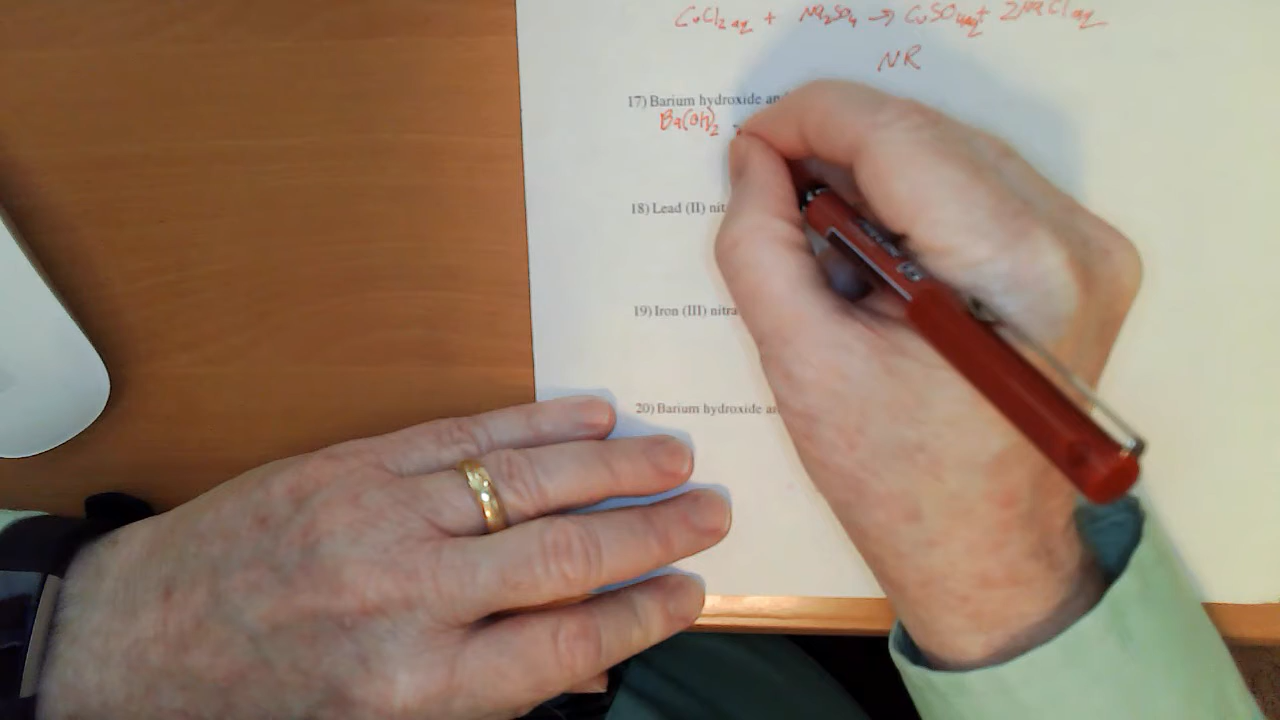 CuCl₂ aq + Na₂SO₄ → CuSO₄ aq + 2NaCl aq
NR
17) Barium hydroxide an
Ba(OH)₂
18) Lead (II) nit
19) Iron (III) nitra
20) Barium hydroxide an